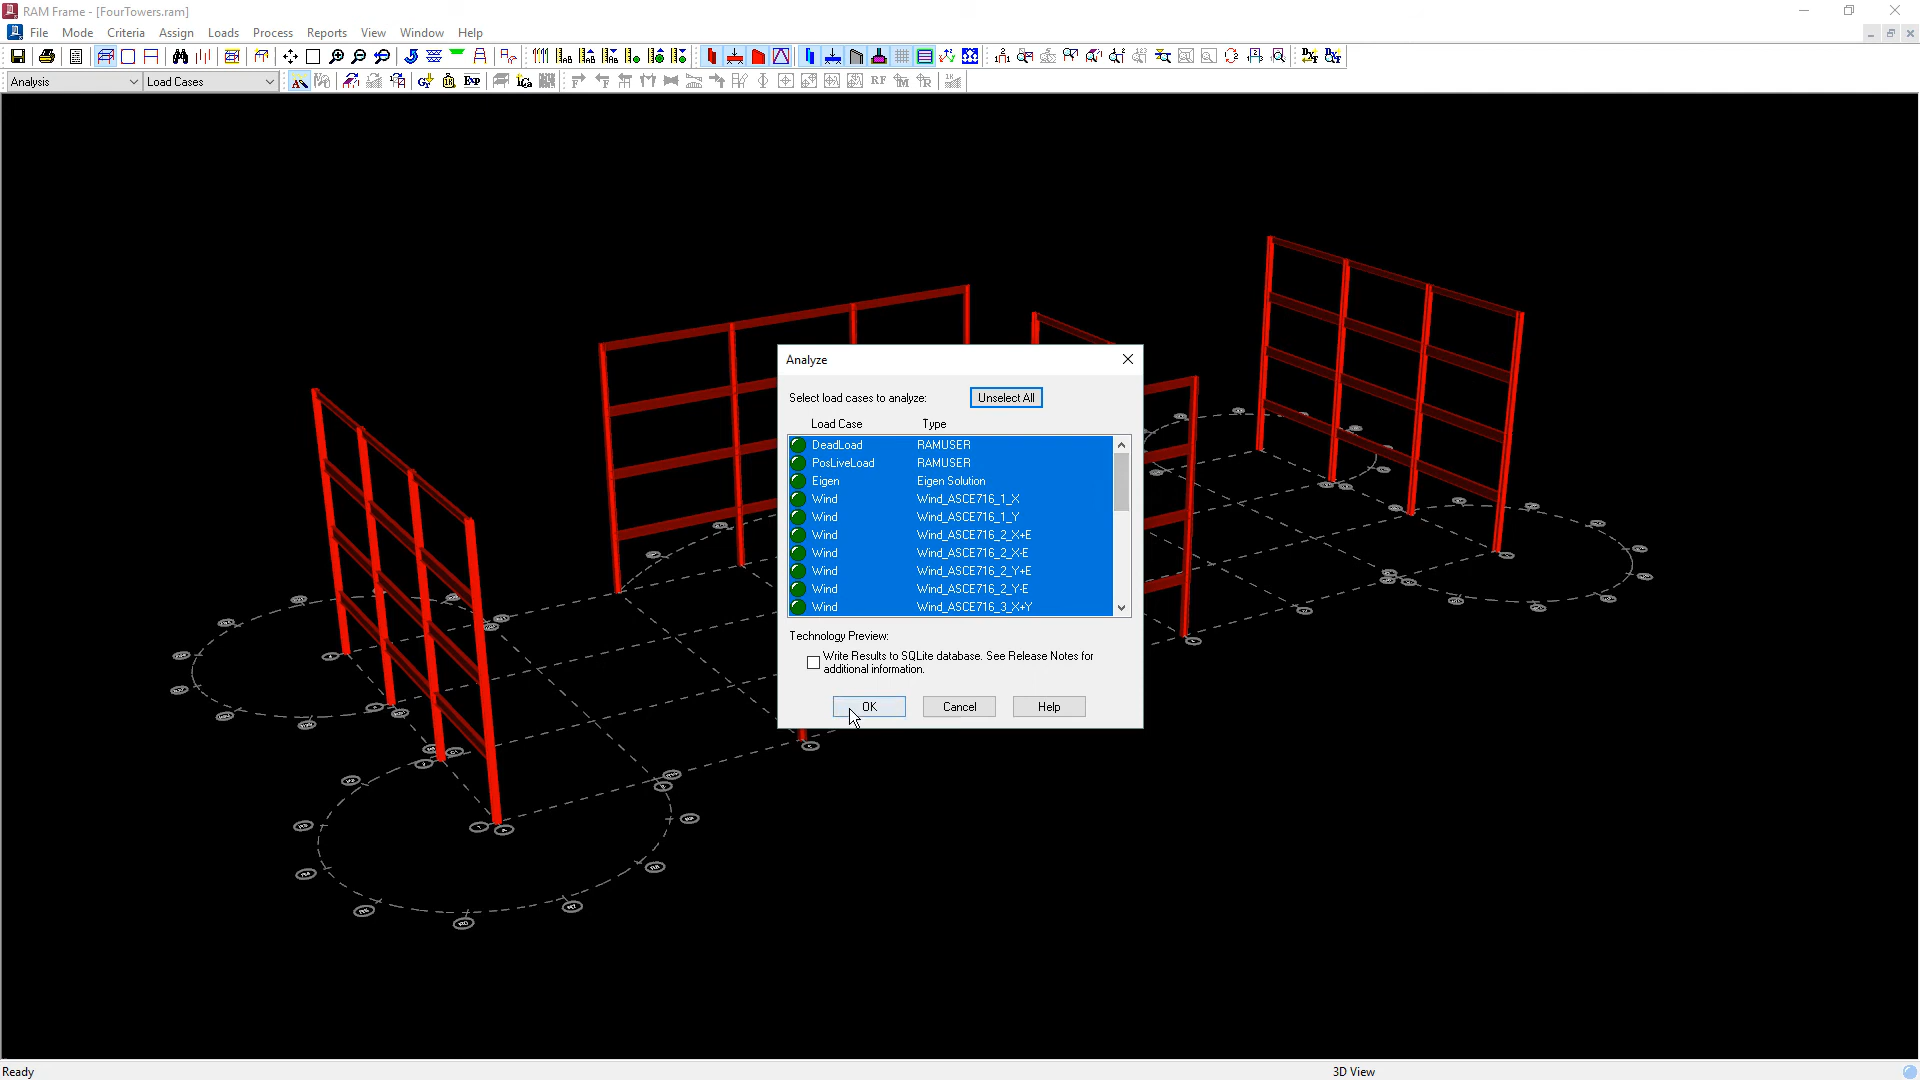 RAM Frame - [FourTowers.ram]
File Mode Criteria Assign Loads Process Reports View Window Help
Analysis Load Cases
Analyze
Select load cases to analyze: Unselect All
Load Case Type
DeadLoad RAMUSER
PosLiveLoad RAMUSER
Eigen Eigen Solution
Wind Wind_ASCE716_1_X
Wind Wind_ASCE716_1_Y
Wind Wind_ASCE716_2_X+E
Wind Wind_ASCE716_2_X-E
Wind Wind_ASCE716_2_Y+E
Wind Wind_ASCE716_2_Y-E
Wind Wind_ASCE716_3_X+Y
Technology Preview:
Write Results to SQLite database. See Release Notes for
additional information.
OK Cancel Help
Ready 3D View